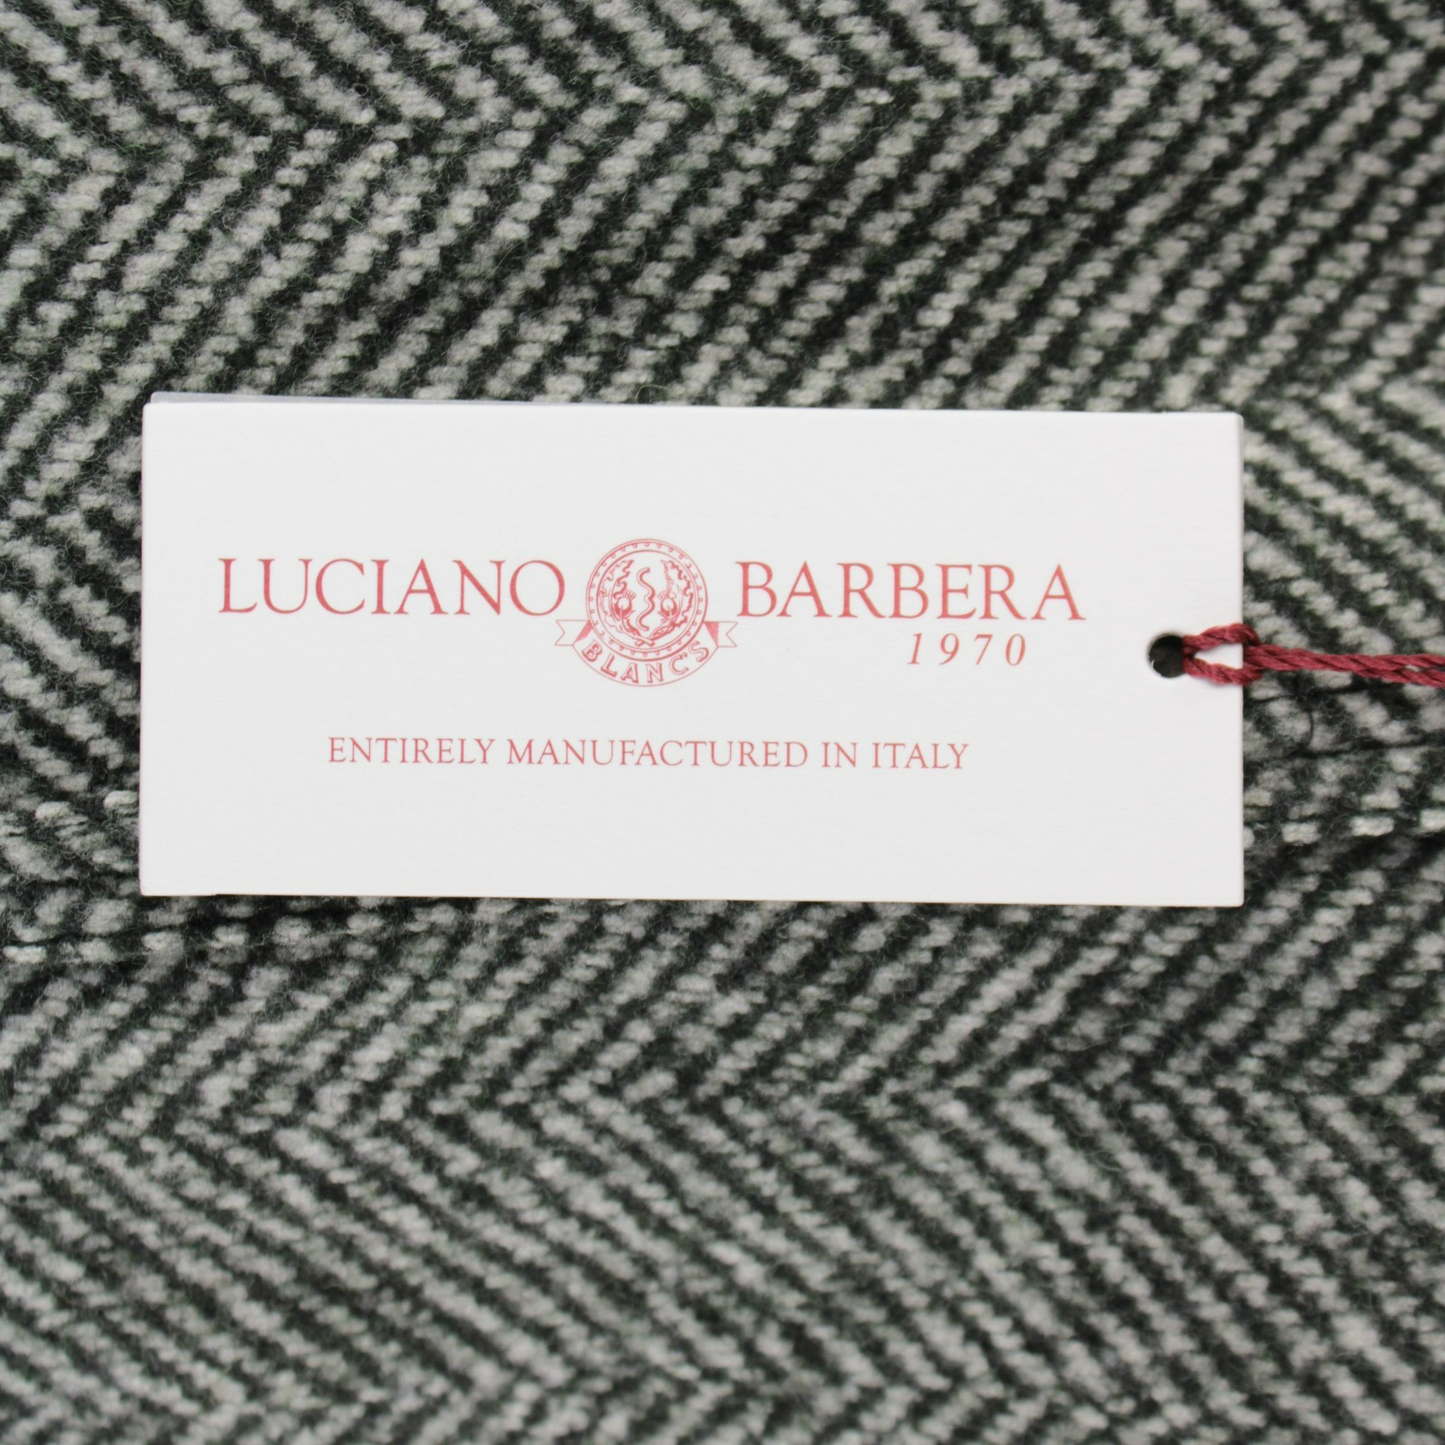 LUCIANO BARBERA
BLANC'S
1970
ENTIRELY MANUFACTURED IN ITALY